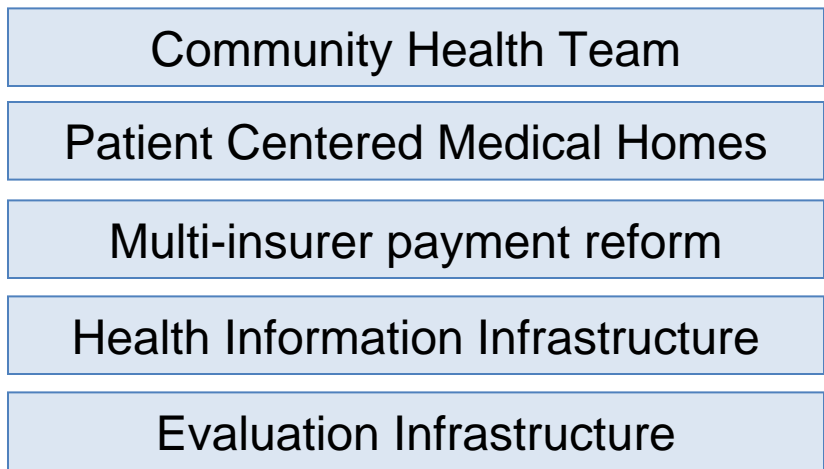 Community Health Team
Patient Centered Medical Homes
Multi-insurer payment reform
Health Information Infrastructure
Evaluation Infrastructure